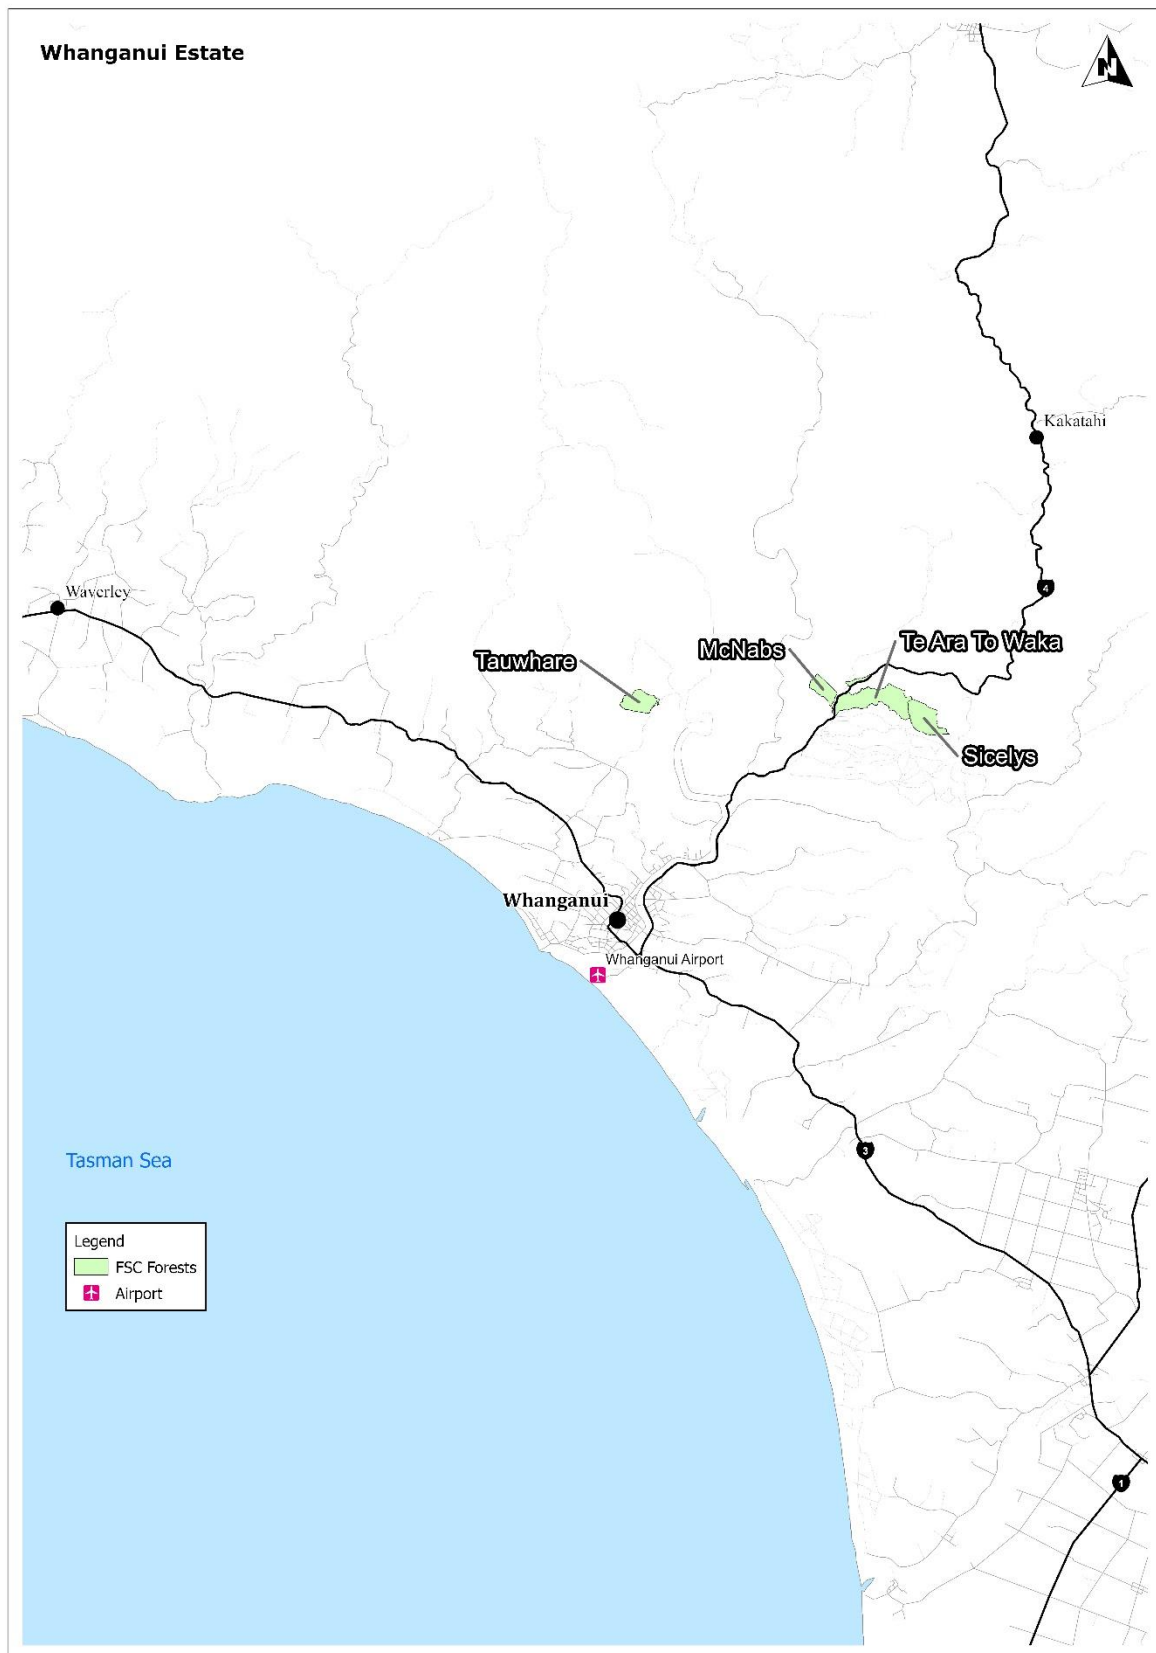 Whanganui Estate
N
Kakatahi
4
Waverley
Te Ara To Waka
McNabs
Tauwhare
Sicelys
Whanganui
Whanganui Airport
3
Tasman Sea
Legend
FSC Forests
Airport
1